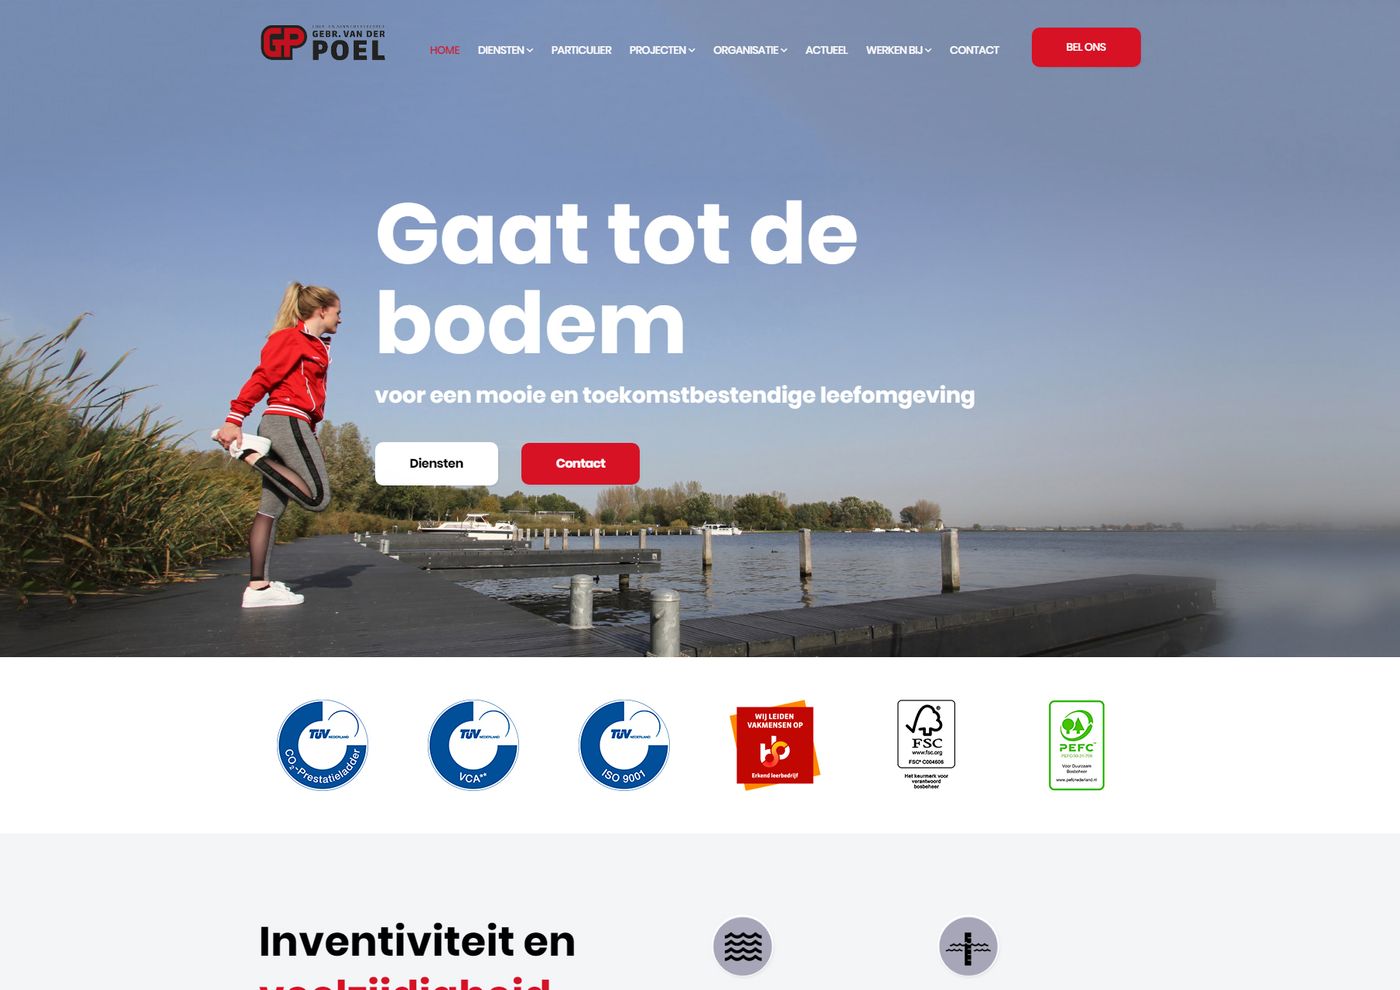 GEBR. VAN DER
GP POEL
HOME DIENSTEN PARTICULIER PROJECTEN ORGANISATIE ACTUEEL WERKEN BIJ CONTACT BEL ONS
Gaat tot de
bodem
voor een mooie en toekomstbestendige leefomgeving
Diensten Contact
TÜV NEDERLAND
CO₂-Prestatieladder
TÜV NEDERLAND
VCA**
TÜV NEDERLAND
ISO 9001
WIJ LEIDEN
VAKMENSEN OP
Erkend leerbedrijf
FSC
www.fsc.org
FSC® C004606
Het keurmerk voor
verantwoord
bosbeheer
PEFC™
Voor Duurzaam
Bosbeheer
www.pefcnederland.nl
Inventiviteit en
veelzijdigheid